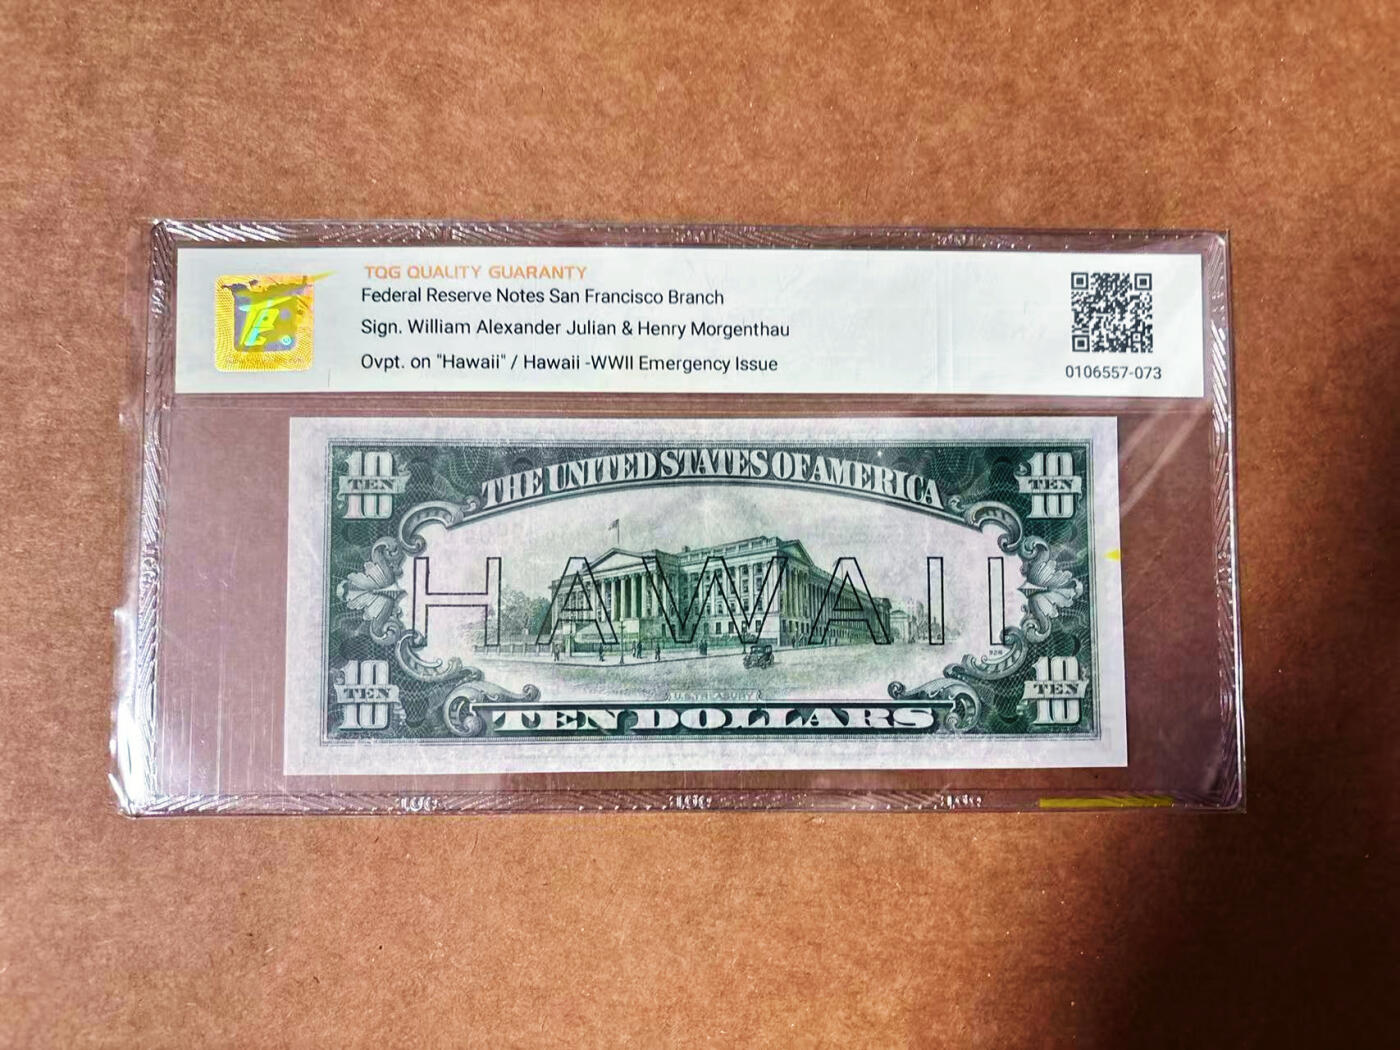 TQG QUALITY GUARANTY
Federal Reserve Notes San Francisco Branch
Sign. William Alexander Julian & Henry Morgenthau
Ovpt. on "Hawaii" / Hawaii -WWII Emergency Issue
0106557-073
10 TEN 10
THE UNITED STATES OF AMERICA
10 TEN 10
HAWAII
10 TEN 10
U.S. TREASURY
TEN DOLLARS
10 TEN 10